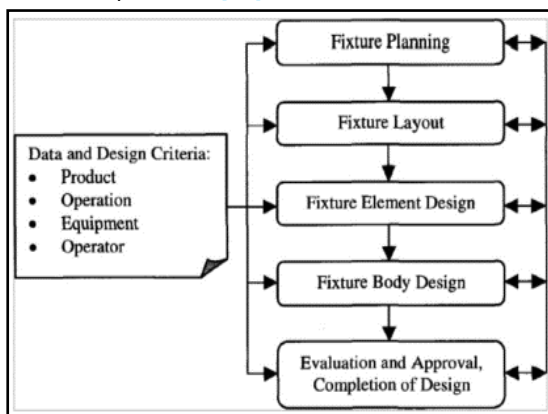 Fixture Planning
Fixture Layout
Data and Design Criteria:
• Product
• Operation
• Equipment
• Operator
Fixture Element Design
Fixture Body Design
Evaluation and Approval,
Completion of Design